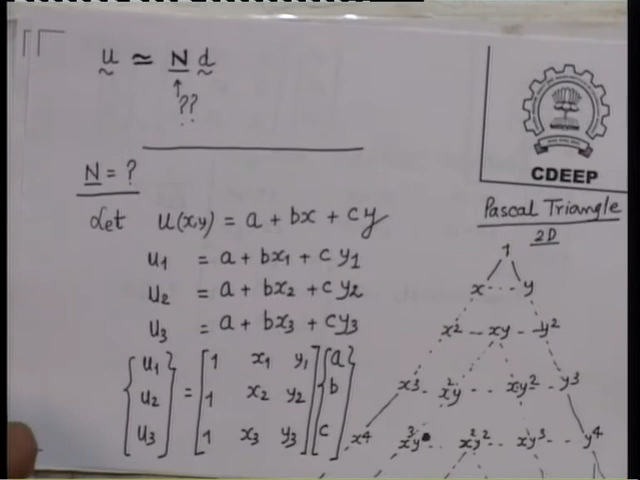 u ≃ N d
↑
??
N = ?
Let u(xy) = a + bx + cy
u1 = a + bx1 + cy1
u2 = a + bx2 + cy2
u3 = a + bx3 + cy3
{u1 u2 u3} = [1 x1 y1 {a
1 x2 y2 b
1 x3 y3] c}
CDEEP
Pascal Triangle
2D
1
x y
x2 xy y2
x3 x2y xy2 y3
x4 x3y x2y2 xy3 y4